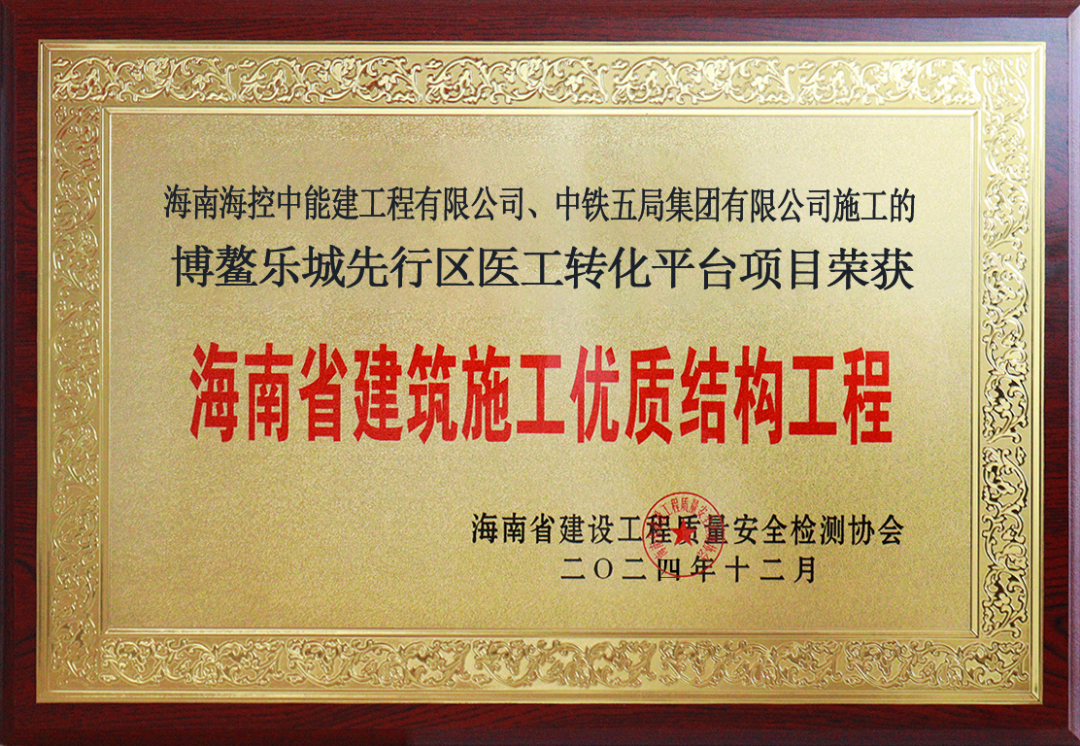 海南海控中能建工程有限公司、中铁五局集团有限公司施工的
博鳌乐城先行区医工转化平台项目荣获
海南省建筑施工优质结构工程
海南省建设工程质量安全检测协会
二〇二四年十二月